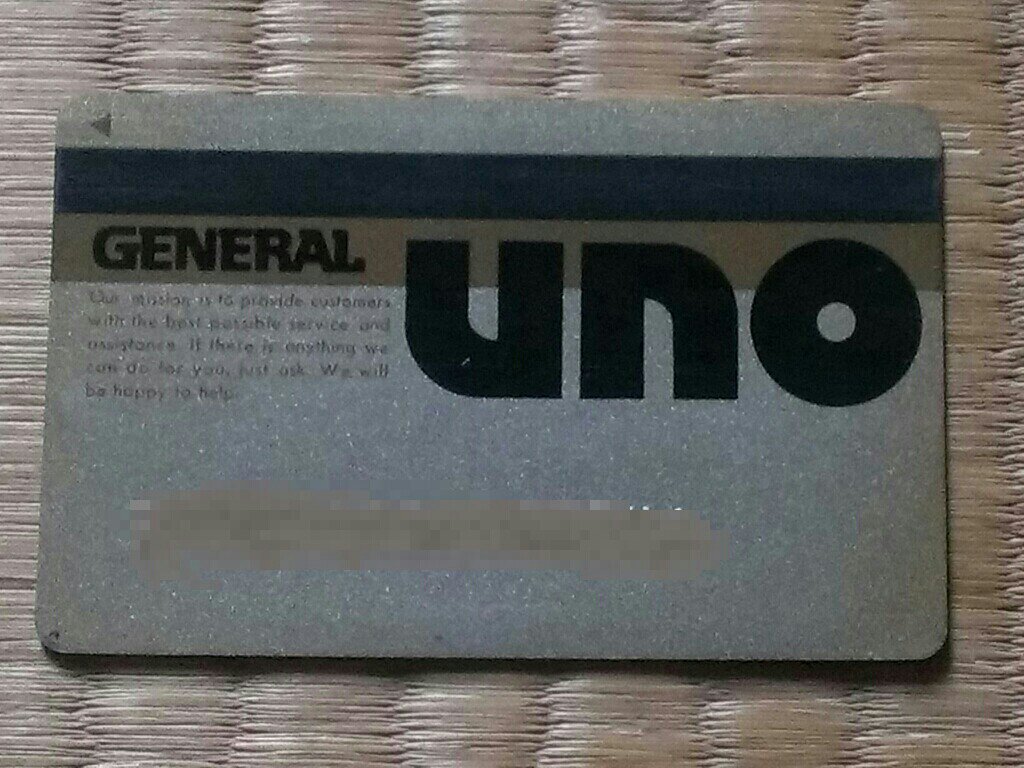 GENERAL
uno
Our mission is to provide customers
with the best possible service and
assistance. If there is anything we
can do for you, just ask. We will
be happy to help.